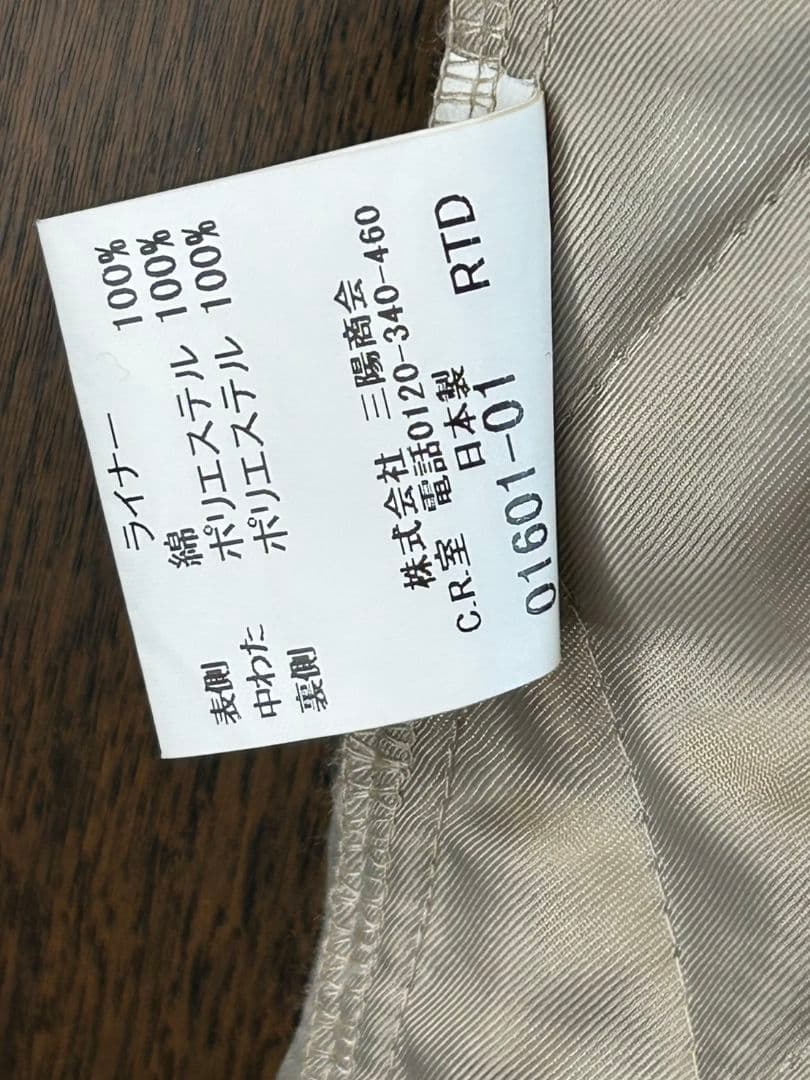 ライナー
表側 綿 100%
中わた ポリエステル 100%
裏側 ポリエステル 100%
株式会社 三陽商会
C.R.室 電話0120-340-460
日本製
01601-01 RTD